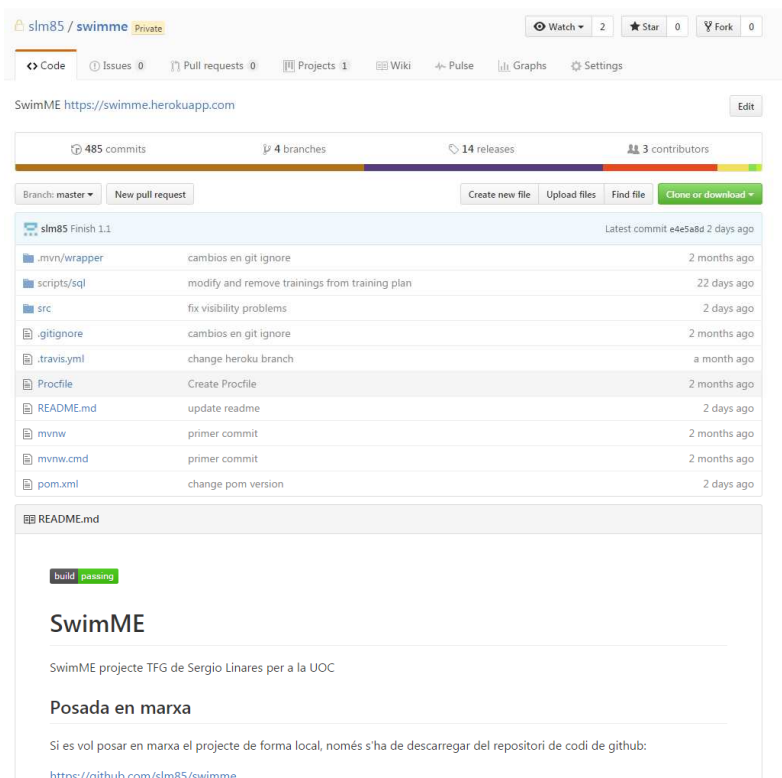 slm85 / swimme Private Watch 2 Star 0 Fork 0
Code Issues 0 Pull requests 0 Projects 1 Wiki Pulse Graphs Settings
SwimME https://swimme.herokuapp.com Edit
485 commits 4 branches 14 releases 3 contributors
Branch: master New pull request Create new file Upload files Find file Clone or download
slm85 Finish 1.1 Latest commit e4e5a8d 2 days ago
.mvn/wrapper cambios en git ignore 2 months ago
scripts/sql modify and remove trainings from training plan 22 days ago
src fix visibility problems 2 days ago
.gitignore cambios en git ignore 2 months ago
.travis.yml change heroku branch a month ago
Procfile Create Procfile 2 months ago
README.md update readme 2 days ago
mvnw primer commit 2 months ago
mvnw.cmd primer commit 2 months ago
pom.xml change pom version 2 days ago
README.md
build passing
SwimME
SwimME projecte TFG de Sergio Linares per a la UOC
Posada en marxa
Si es vol posar en marxa el projecte de forma local, només s'ha de descarregar del repositori de codi de github:
https://github.com/slm85/swimme